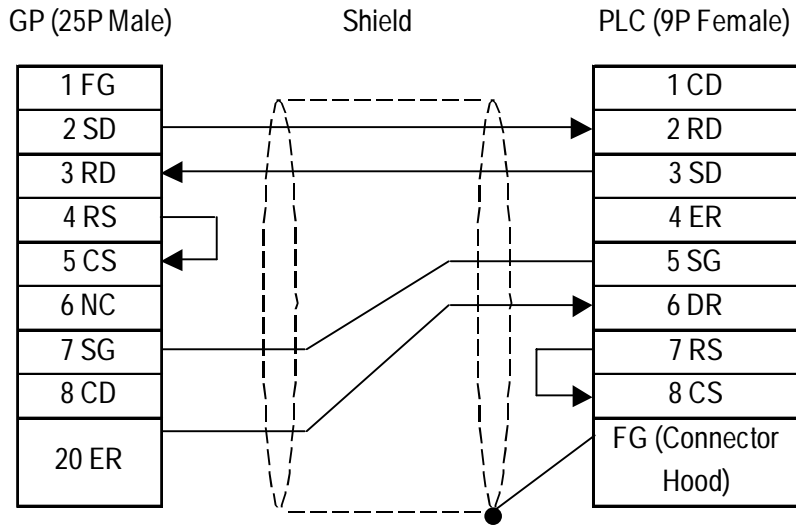 GP (25P Male)
Shield
PLC (9P Female)
1 FG
2 SD
3 RD
4 RS
5 CS
6 NC
7 SG
8 CD
20 ER
1 CD
2 RD
3 SD
4 ER
5 SG
6 DR
7 RS
8 CS
FG (Connector
Hood)